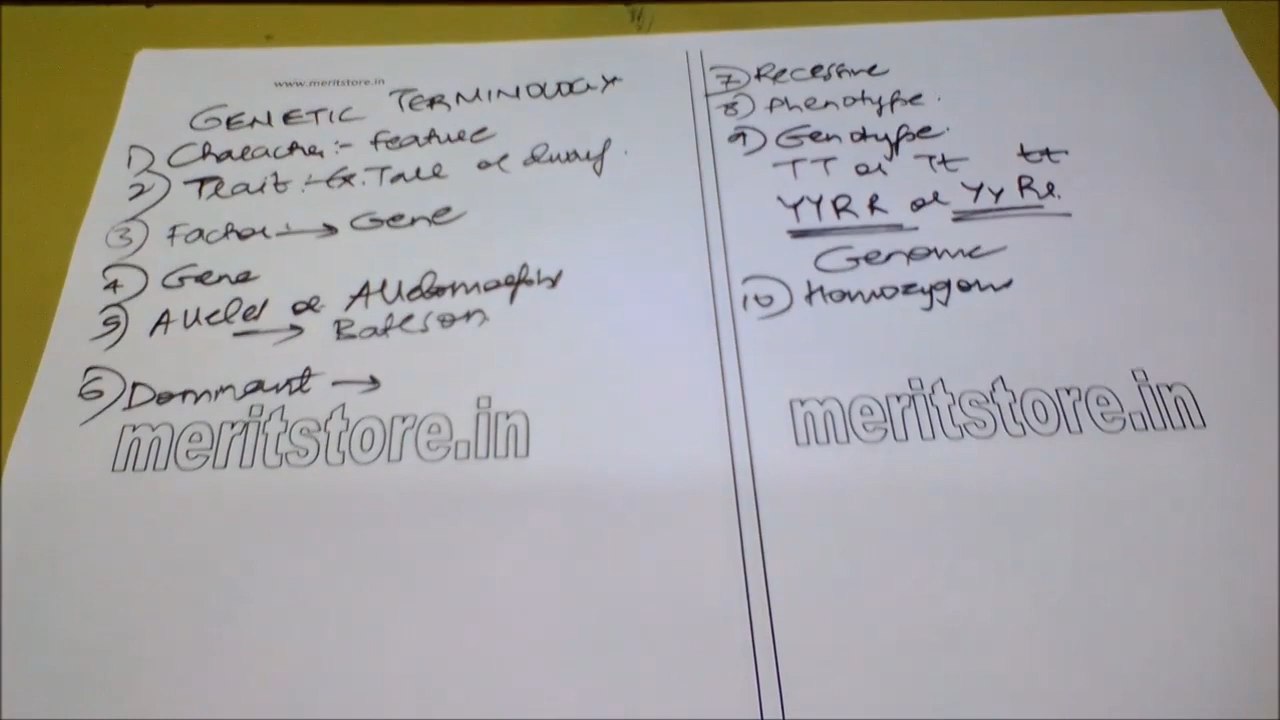 www.meritstore.in
GENETIC TERMINOLOGY
1) Character:- feature
2) Trait:- Ex. Tall or dwarf.
3) Factor → Gene
4) Gene
5) Alleles or Allelomorphs
→ Bateson
6) Dominant →
meritstore.in
7) Recessive
8) phenotype.
9) Genotype.
TT or Tt tt
YYRR or YyRr.
Genome
10) Homozygous
meritstore.in